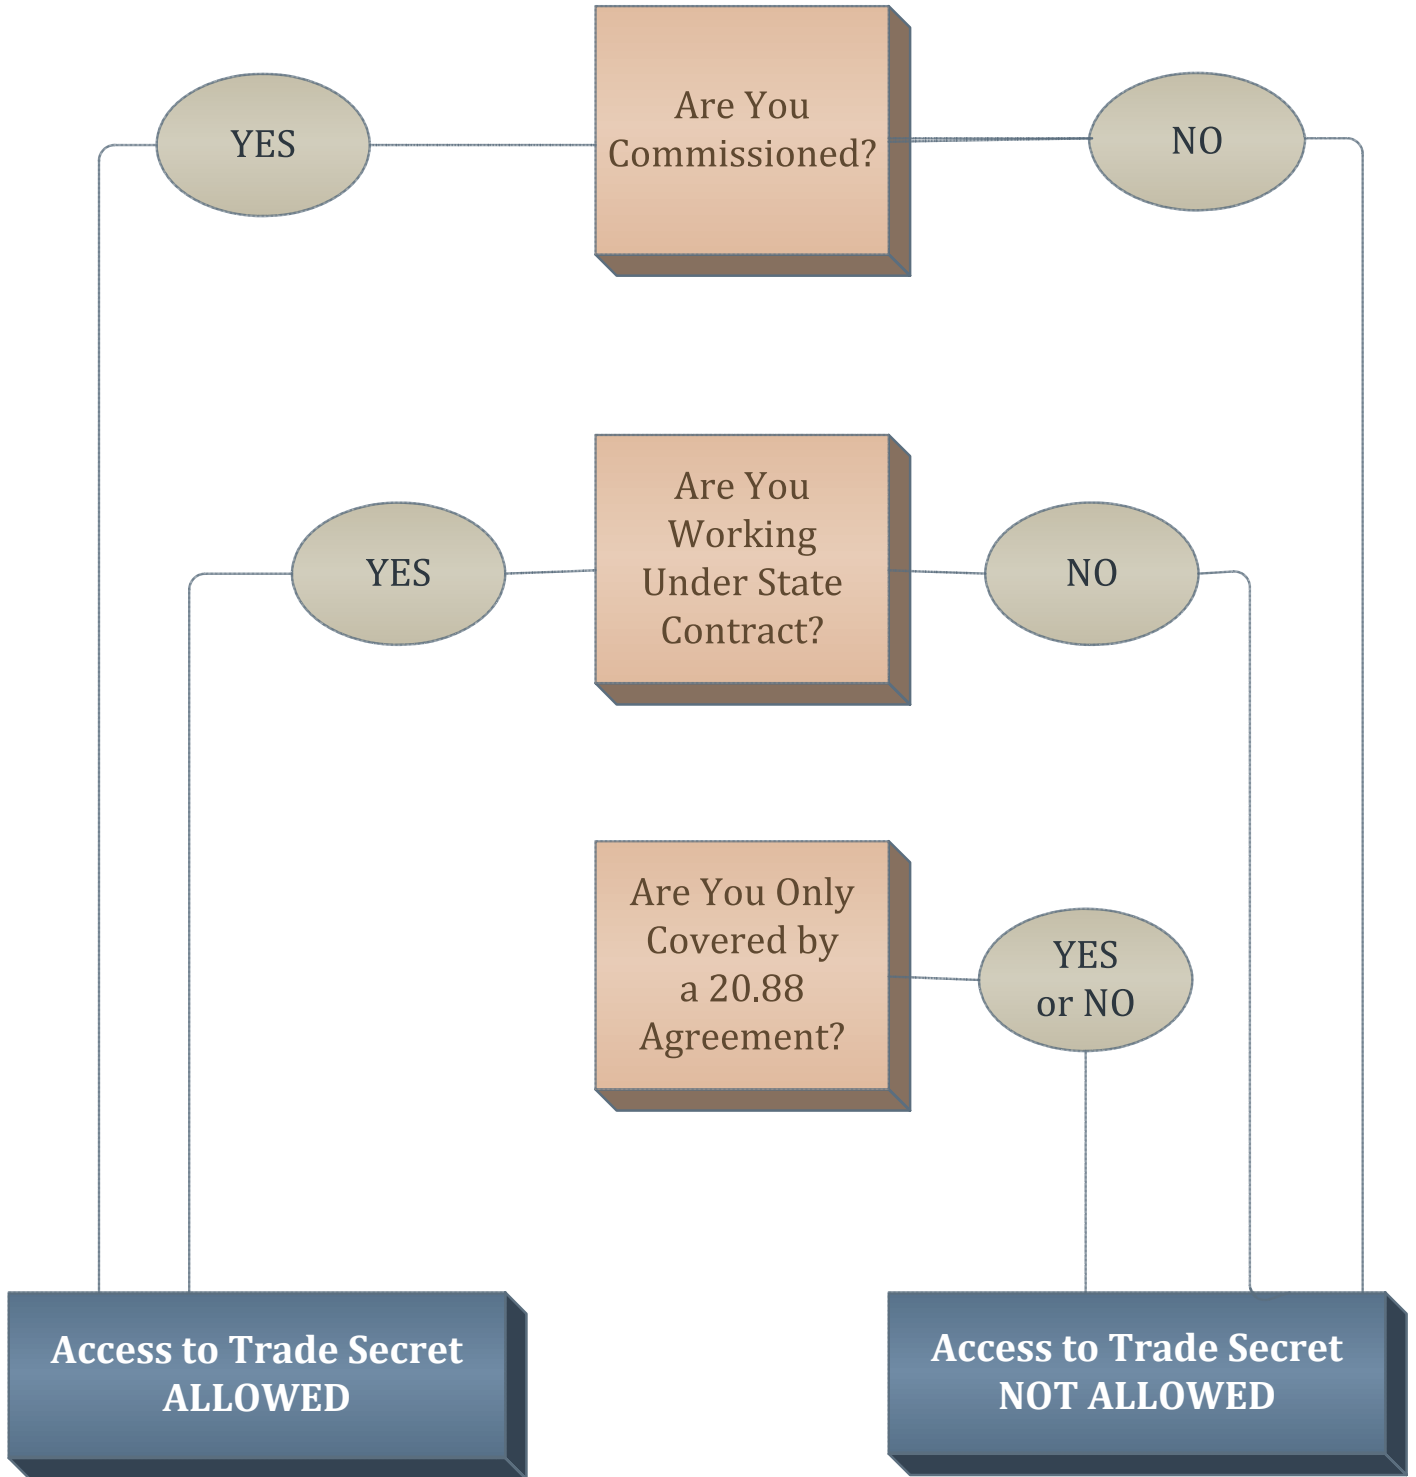 YES
Are You
Commissioned?
NO
YES
Are You
Working
Under State
Contract?
NO
Are You Only
Covered by
a 20.88
Agreement?
YES
or NO
Access to Trade Secret
ALLOWED
Access to Trade Secret
NOT ALLOWED